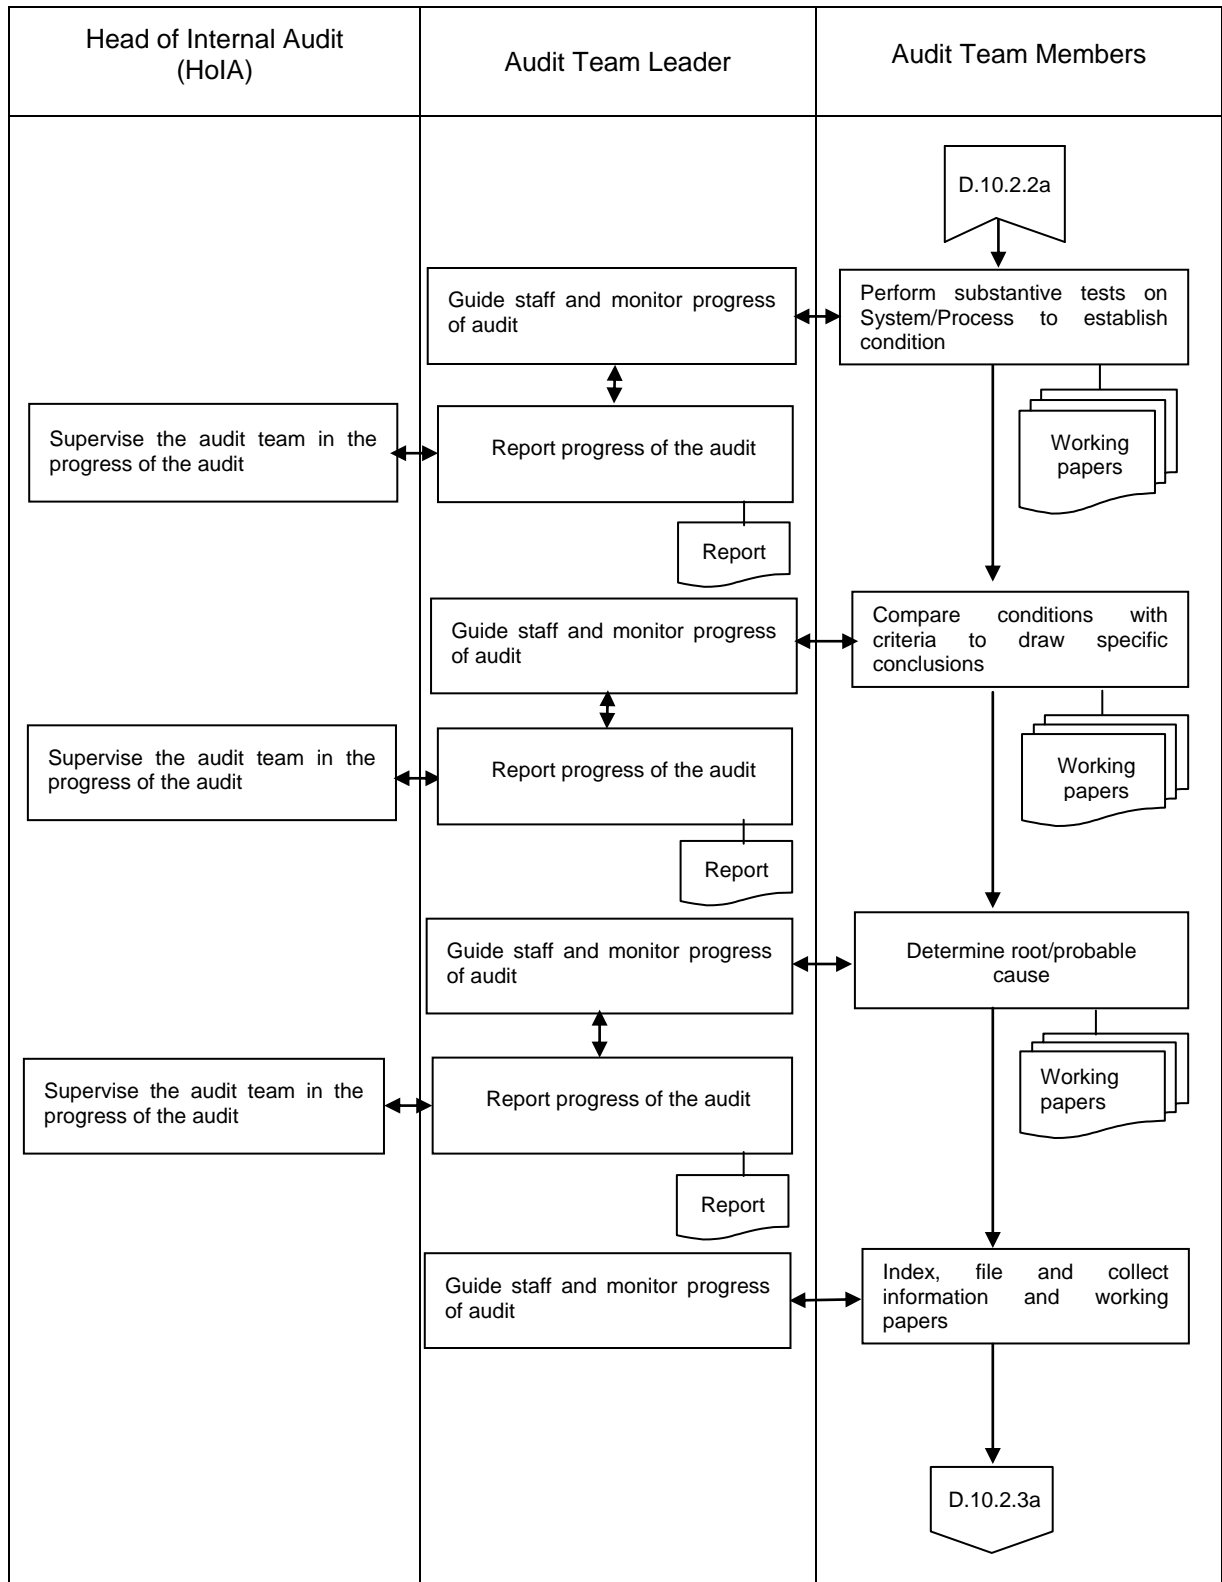 Head of Internal Audit
(HoIA)
Audit Team Leader
Audit Team Members
D.10.2.2a
Guide staff and monitor progress
of audit
Perform substantive tests on
System/Process to establish
condition
Working
papers
Supervise the audit team in the
progress of the audit
Report progress of the audit
Report
Guide staff and monitor progress
of audit
Compare conditions with
criteria to draw specific
conclusions
Working
papers
Supervise the audit team in the
progress of the audit
Report progress of the audit
Report
Guide staff and monitor progress
of audit
Determine root/probable
cause
Working
papers
Supervise the audit team in the
progress of the audit
Report progress of the audit
Report
Guide staff and monitor progress
of audit
Index, file and collect
information and working
papers
D.10.2.3a